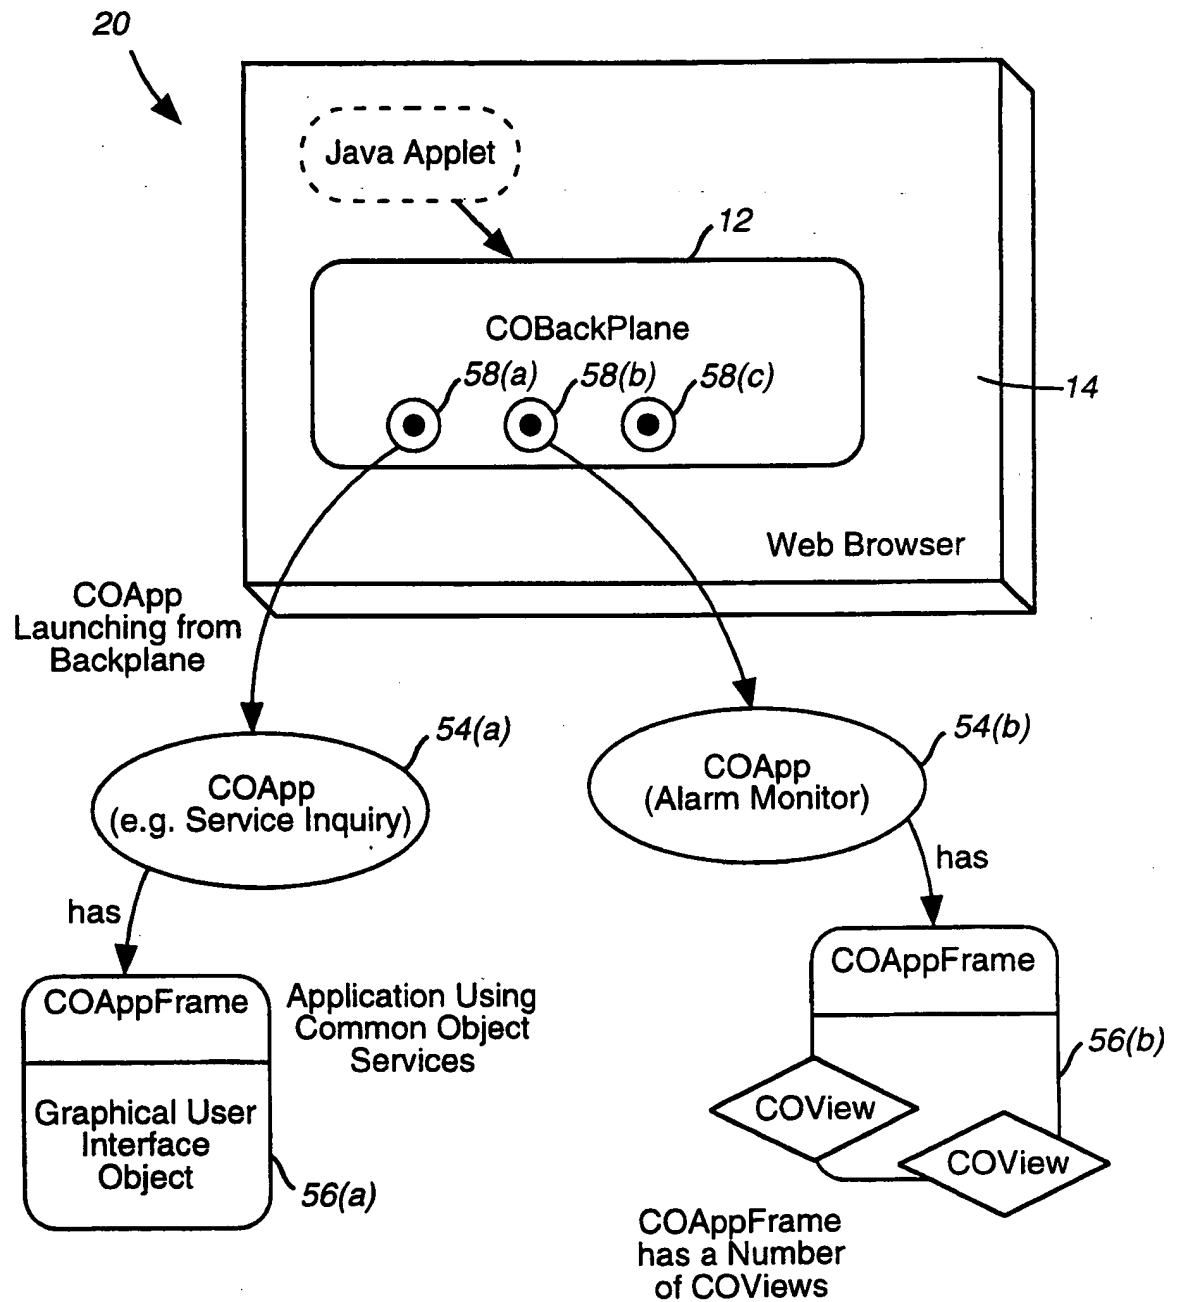 20
Java Applet
12
COBackPlane
58(a)
58(b)
58(c)
14
Web Browser
COApp
Launching from
Backplane
54(a)
COApp
(e.g. Service Inquiry)
54(b)
COApp
(Alarm Monitor)
has
has
COAppFrame
Graphical User
Interface
Object
56(a)
Application Using
Common Object
Services
COAppFrame
56(b)
COView
COView
COAppFrame
has a Number
of COViews